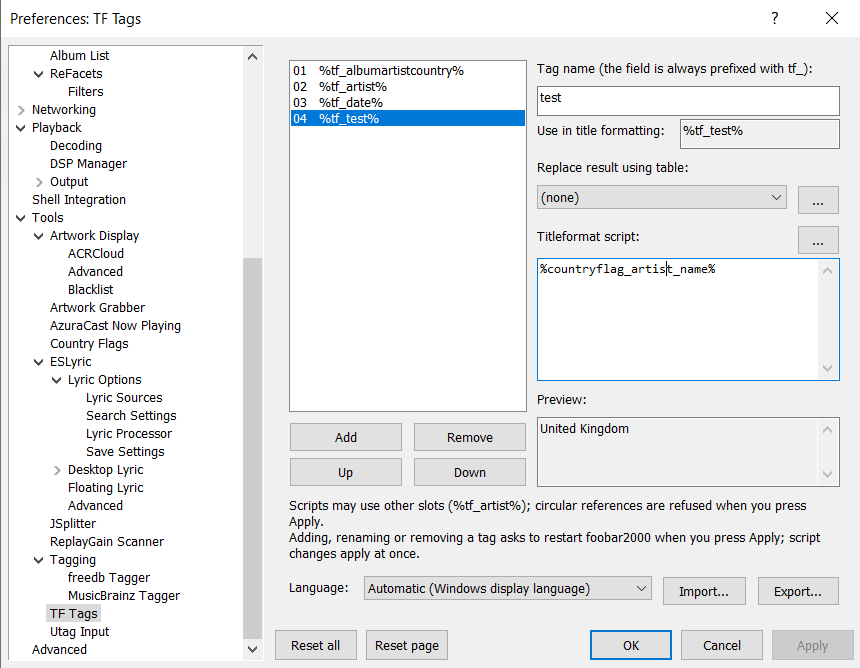 Preferences: TF Tags
?
Album List
ReFacets
Filters
Networking
Playback
Decoding
DSP Manager
Output
Shell Integration
Tools
Artwork Display
ACRCloud
Advanced
Blacklist
Artwork Grabber
AzuraCast Now Playing
Country Flags
ESLyric
Lyric Options
Lyric Sources
Search Settings
Lyric Processor
Save Settings
Desktop Lyric
Floating Lyric
Advanced
JSplitter
ReplayGain Scanner
Tagging
freedb Tagger
MusicBrainz Tagger
TF Tags
Utag Input
Advanced
01 %tf_albumartistcountry%
02 %tf_artist%
03 %tf_date%
04 %tf_test%
Add
Remove
Up
Down
Tag name (the field is always prefixed with tf_):
test
Use in title formatting:
%tf_test%
Replace result using table:
(none)
...
Titleformat script:
...
%countryflag_artist_name%
Preview:
United Kingdom
Scripts may use other slots (%tf_artist%); circular references are refused when you press
Apply.
Adding, renaming or removing a tag asks to restart foobar2000 when you press Apply; script
changes apply at once.
Language:
Automatic (Windows display language)
Import...
Export...
Reset all
Reset page
OK
Cancel
Apply